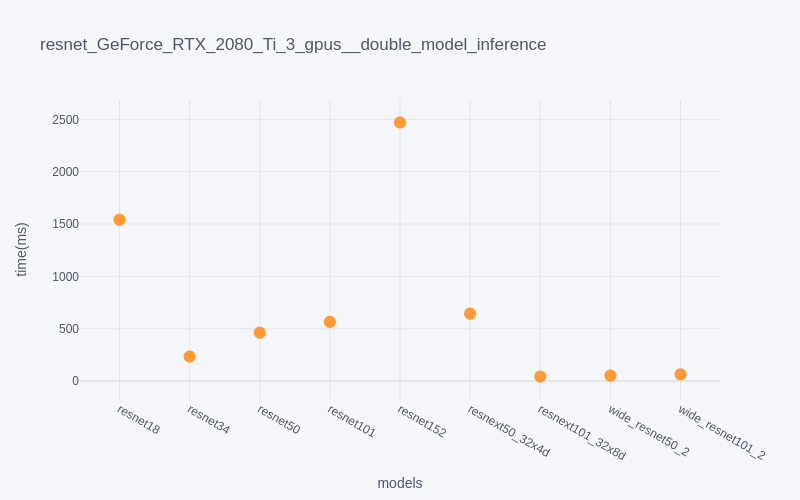 resnet_GeForce_RTX_2080_Ti_3_gpus__double_model_inference
2500
2000
1500
1000
500
0
time(ms)
resnet18
resnet34
resnet50
resnet101
resnet152
resnext50_32x4d
resnext101_32x8d
wide_resnet50_2
wide_resnet101_2
models